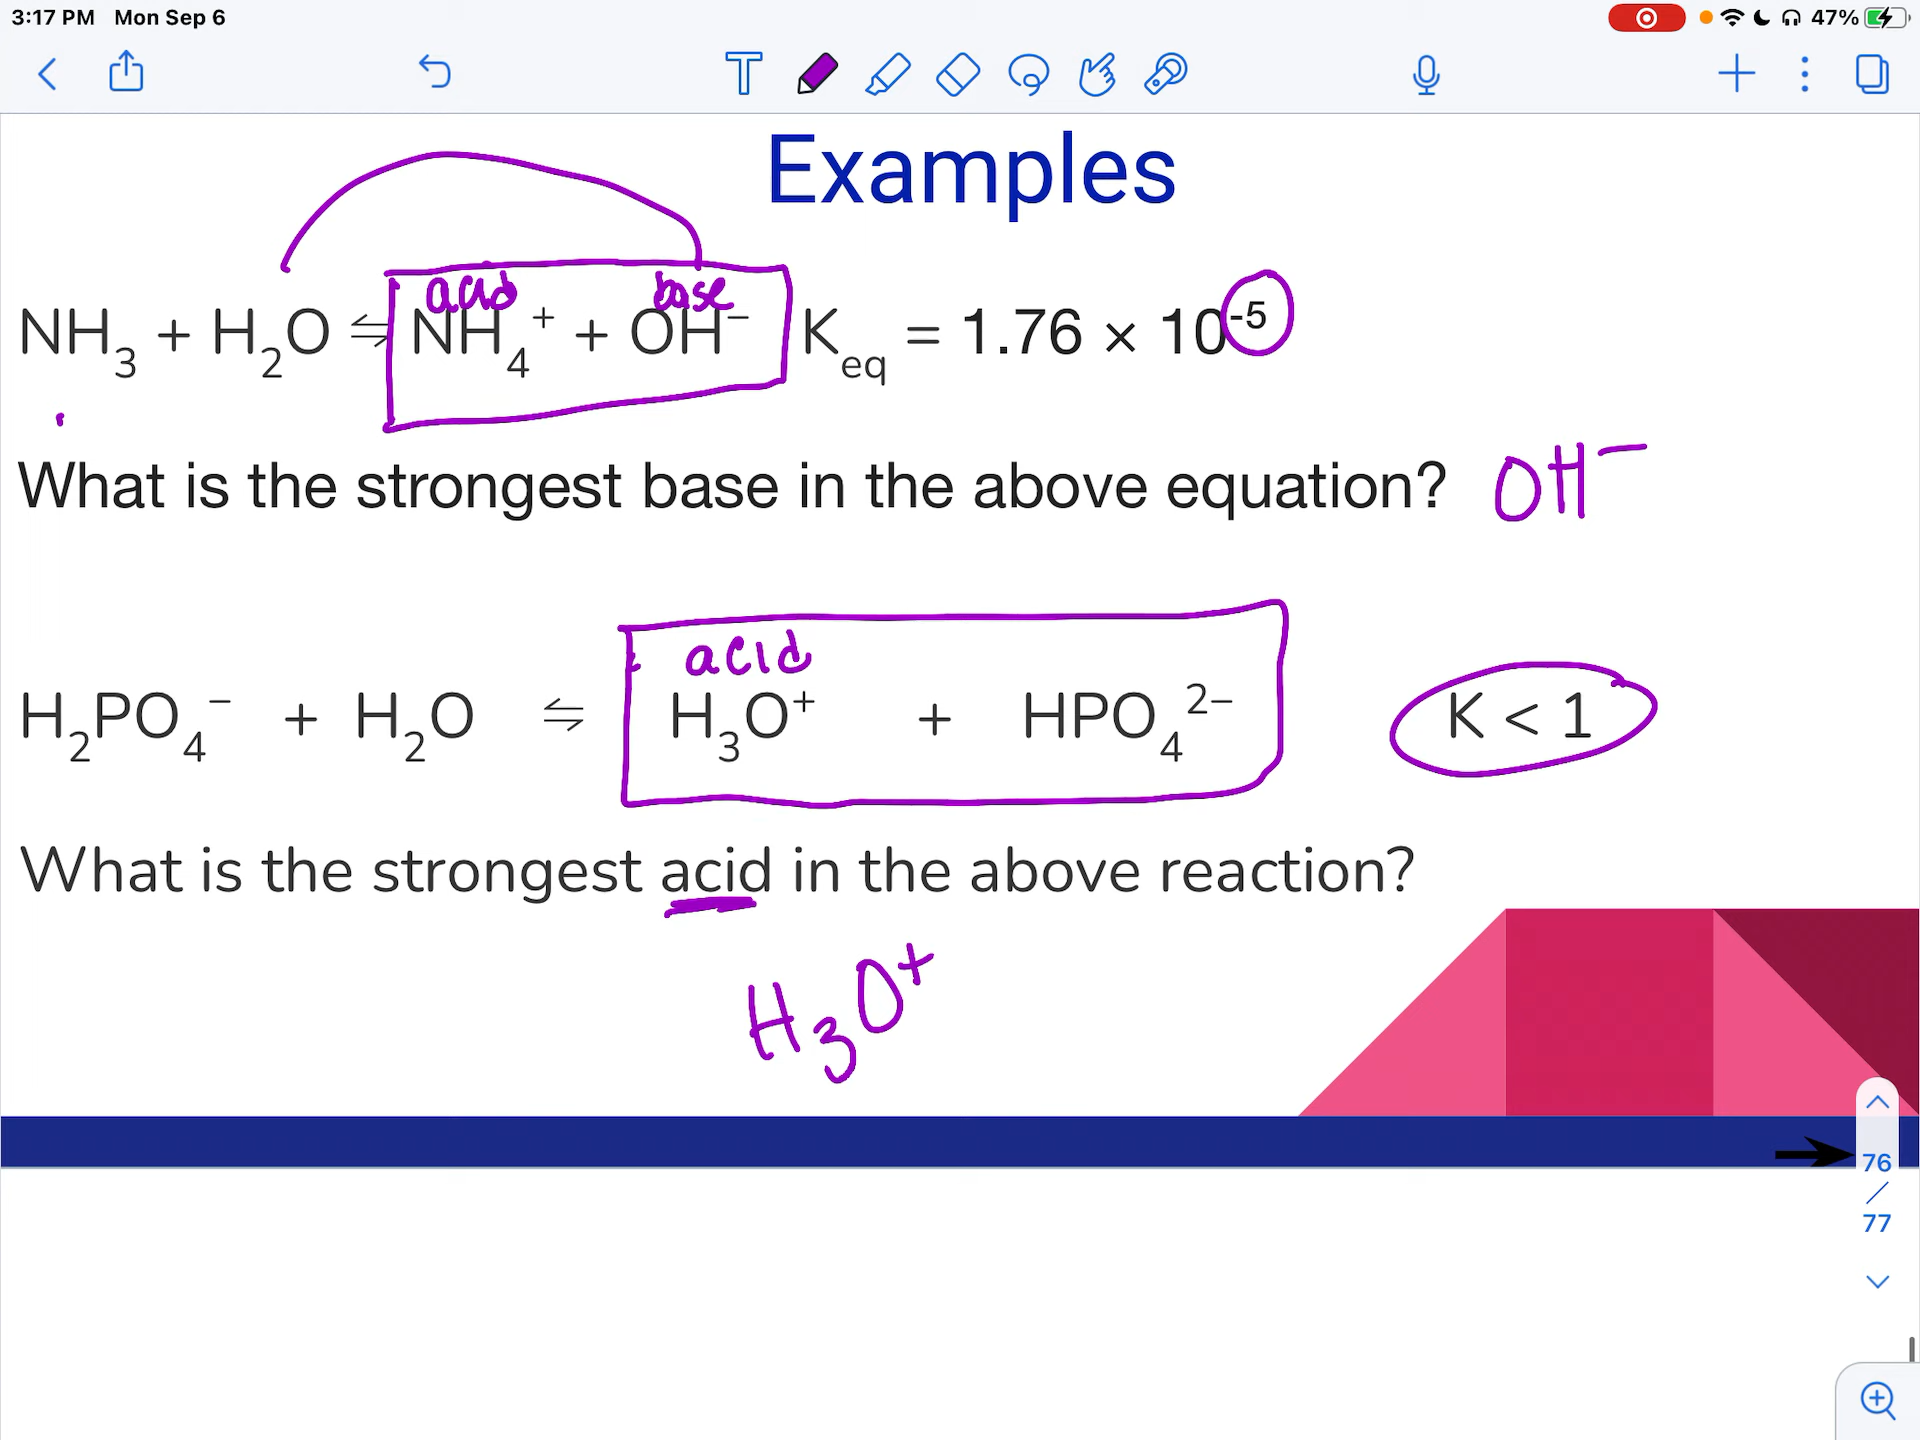 3:17 PM Mon Sep 6 47%
T
Examples
acid base
NH₃ + H₂O ⇋ NH₄⁺ + OH⁻ Keq = 1.76 × 10⁻⁵
What is the strongest base in the above equation? OH⁻
acid
H₂PO₄⁻ + H₂O ⇋ H₃O⁺ + HPO₄²⁻ K < 1
What is the strongest acid in the above reaction?
H₃O⁺
76
/
77